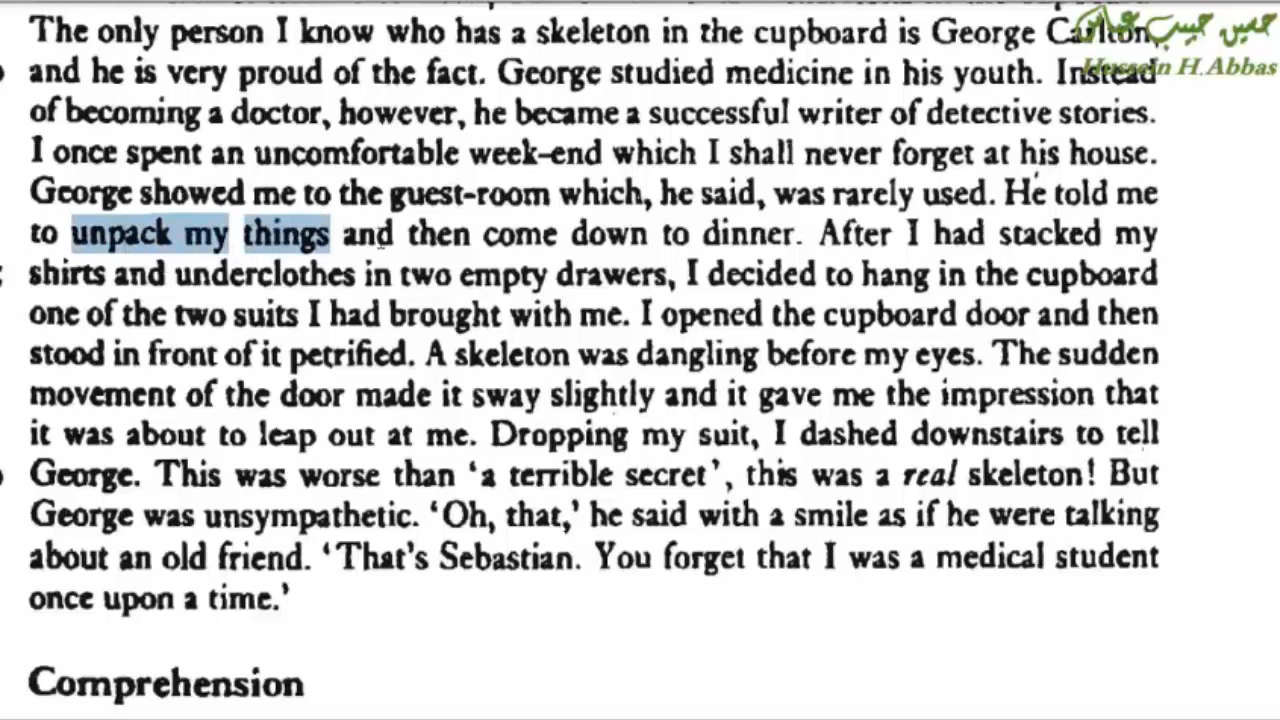 The only person I know who has a skeleton in the cupboard is George Carlton,
and he is very proud of the fact. George studied medicine in his youth. Instead
of becoming a doctor, however, he became a successful writer of detective stories.
I once spent an uncomfortable week-end which I shall never forget at his house.
George showed me to the guest-room which, he said, was rarely used. He told me
to unpack my things and then come down to dinner. After I had stacked my
shirts and underclothes in two empty drawers, I decided to hang in the cupboard
one of the two suits I had brought with me. I opened the cupboard door and then
stood in front of it petrified. A skeleton was dangling before my eyes. The sudden
movement of the door made it sway slightly and it gave me the impression that
it was about to leap out at me. Dropping my suit, I dashed downstairs to tell
George. This was worse than ‘a terrible secret’, this was a real skeleton! But
George was unsympathetic. ‘Oh, that,’ he said with a smile as if he were talking
about an old friend. ‘That's Sebastian. You forget that I was a medical student
once upon a time.’
Comprehension
حسين حبيب عباس
Hussein H.Abbas